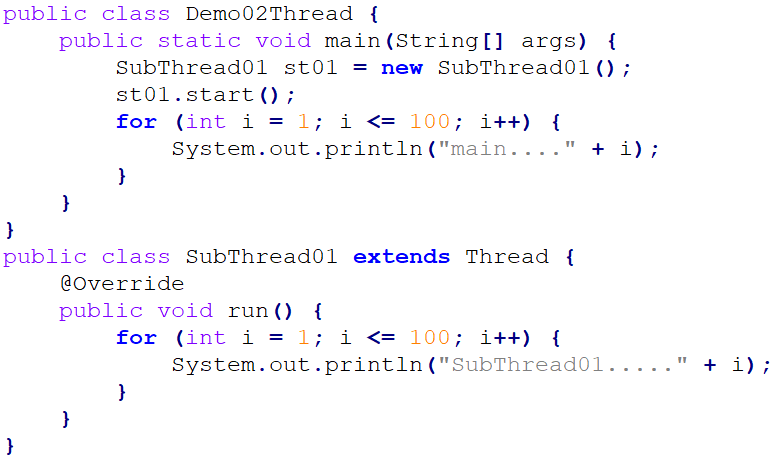 public class Demo02Thread {
    public static void main(String[] args) {
        SubThread01 st01 = new SubThread01();
        st01.start();
        for (int i = 1; i <= 100; i++) {
            System.out.println("main...." + i);
        }
    }
}
public class SubThread01 extends Thread {
    @Override
    public void run() {
        for (int i = 1; i <= 100; i++) {
            System.out.println("SubThread01....." + i);
        }
    }
}